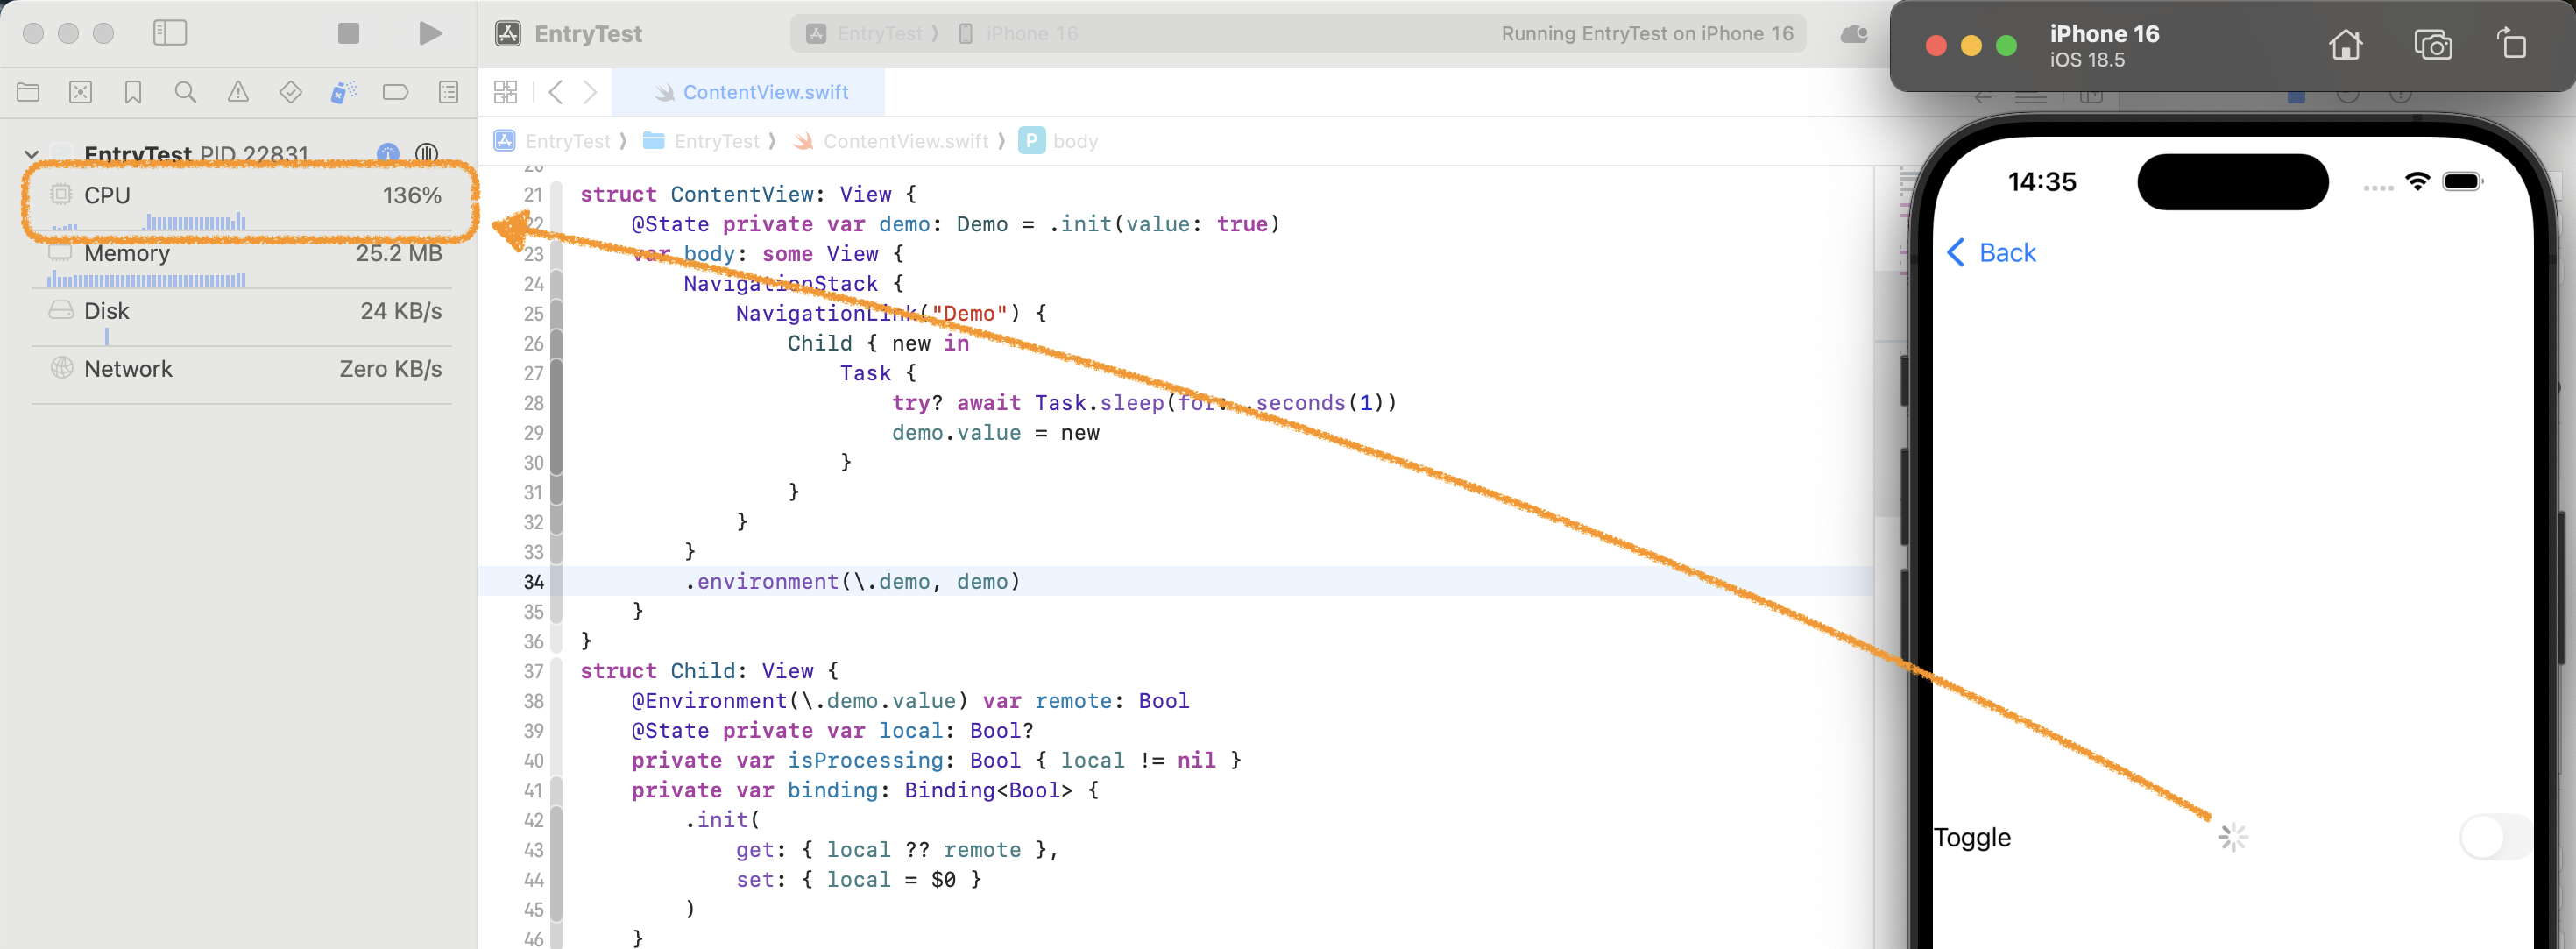 EntryTest
EntryTest ⟩ iPhone 16
Running EntryTest on iPhone 16
iPhone 16
iOS 18.5
ContentView.swift
EntryTest ⟩ EntryTest ⟩ ContentView.swift ⟩ P body
EntryTest PID 22831
CPU 136%
Memory 25.2 MB
Disk 24 KB/s
Network Zero KB/s
20
21 struct ContentView: View {
22 @State private var demo: Demo = .init(value: true)
23 var body: some View {
24 NavigationStack {
25 NavigationLink("Demo") {
26 Child { new in
27 Task {
28 try? await Task.sleep(for: .seconds(1))
29 demo.value = new
30 }
31 }
32 }
33 }
34 .environment(\.demo, demo)
35 }
36 }
37 struct Child: View {
38 @Environment(\.demo.value) var remote: Bool
39 @State private var local: Bool?
40 private var isProcessing: Bool { local != nil }
41 private var binding: Binding<Bool> {
42 .init(
43 get: { local ?? remote },
44 set: { local = $0 }
45 )
46 }
14:35
Back
Toggle